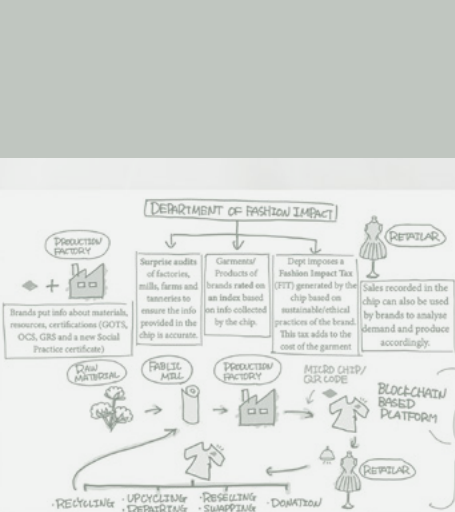 DEPARTMENT OF FASHION IMPACT
PRODUCTION
FACTORY
Brands put info about materials,
resources, certifications (GOTS,
OCS, GRS and a new Social
Practice certificate)
Surprise audits
of factories,
mills, farms and
tanneries to
ensure the info
provided in the
chip is accurate.
Garments/
Products of
brands rated on
an index based
on info collected
by the chip.
Dept imposes a
Fashion Impact Tax
(FIT) generated by the
chip based on
sustainable/ethical
practices of the brand.
This tax adds to the
cost of the garment
RETAILAR
Sales recorded in the
chip can also be used
by brands to analyse
demand and produce
accordingly.
RAW
MATERIAL
FABLIC
MILL
PRODUCTION
FACTORY
MICRO CHIP/
QR CODE
BLOCKCHAIN
BASED
PLATFORM
RETAILAR
· RECYCLING
· UPCYCLING
· REPAIRING
· RESELLING
· SWAPPING
· DONATION